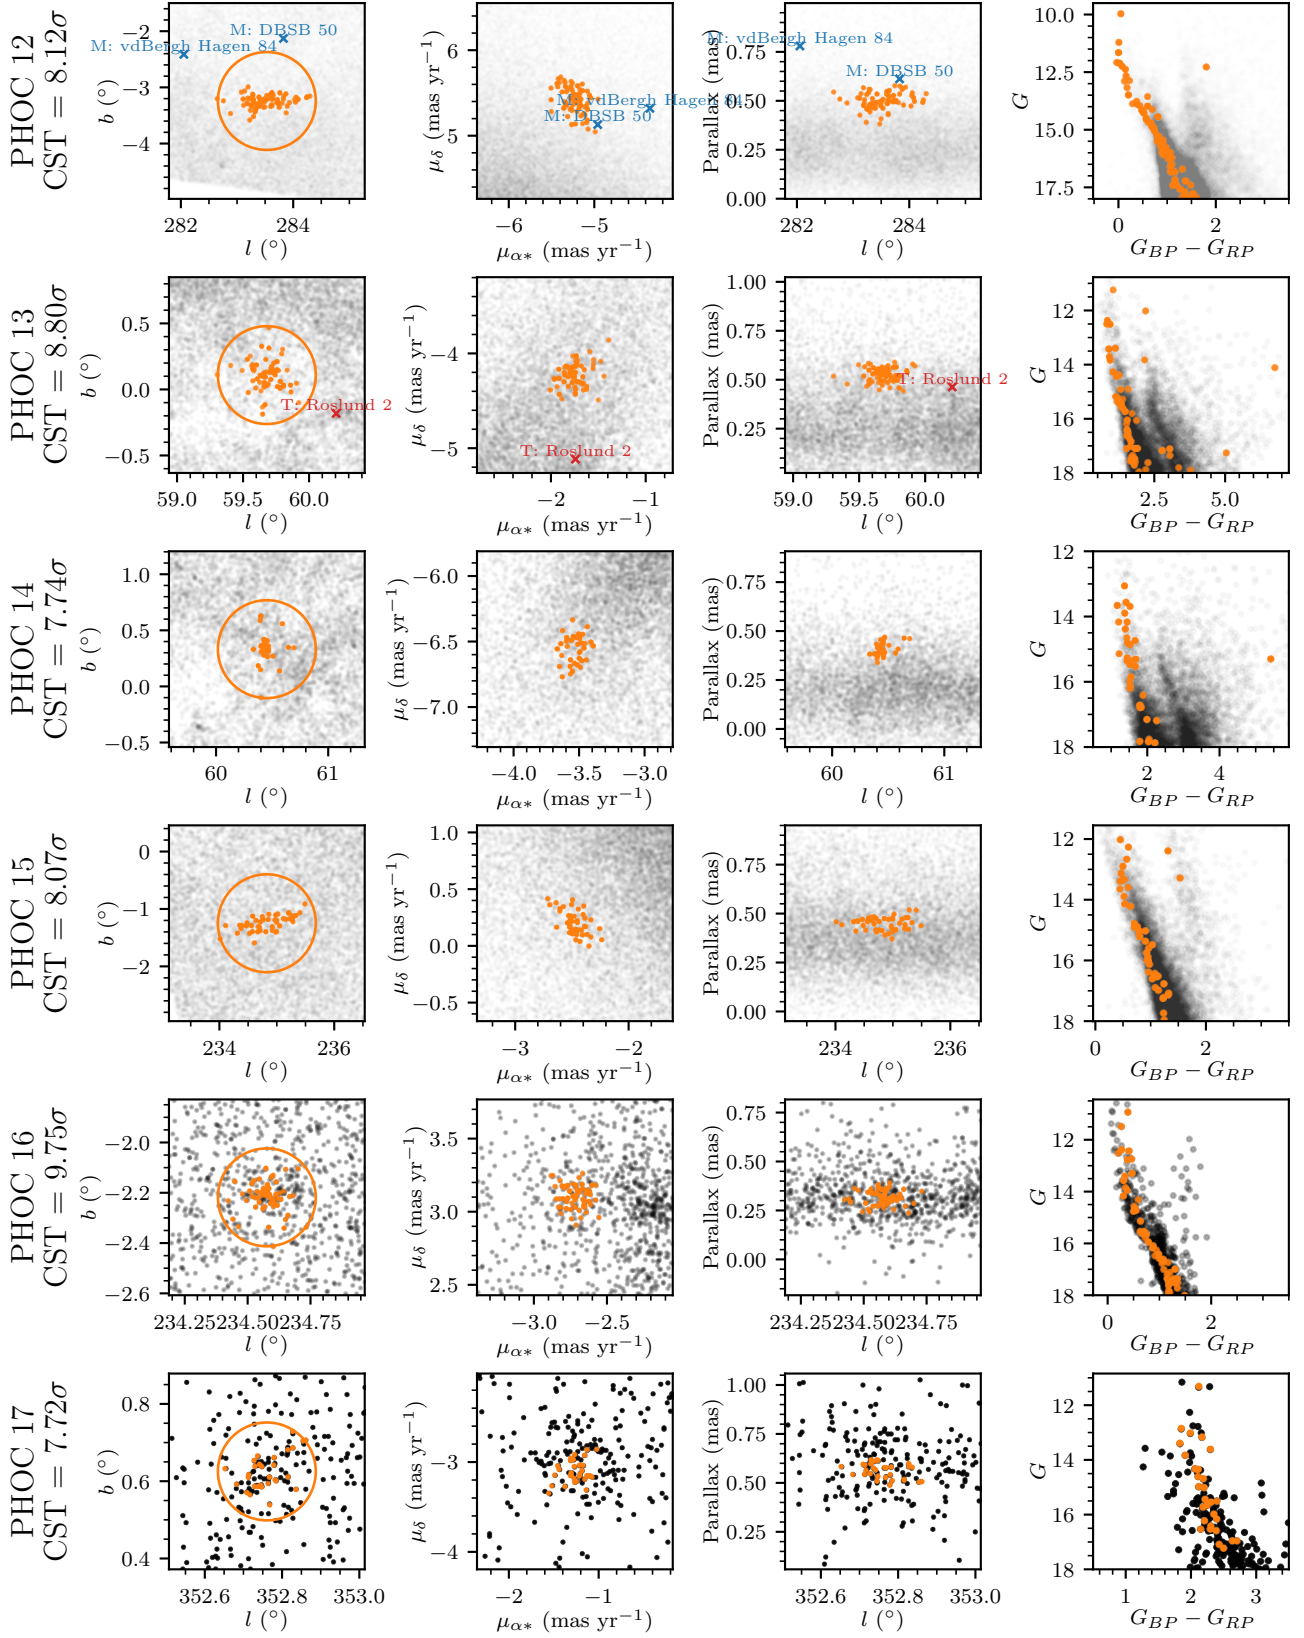 PHOC 12
CST = 8.12σ
−2
−3
−4
b (°)
282
284
l (°)
M: DBSB 50
M: vdBergh Hagen 84
6
5
μδ (mas yr−1)
−6
−5
μα∗ (mas yr−1)
M: vdBergh Hagen 84
M: DBSB 50
0.75
0.50
0.25
0.00
Parallax (mas)
282
284
l (°)
M: vdBergh Hagen 84
M: DBSB 50
10.0
12.5
15.0
17.5
G
0
2
GBP − GRP
PHOC 13
CST = 8.80σ
0.5
0.0
−0.5
b (°)
59.0
59.5
60.0
l (°)
T: Roslund 2
−4
−5
μδ (mas yr−1)
−2
−1
μα∗ (mas yr−1)
T: Roslund 2
1.00
0.75
0.50
0.25
Parallax (mas)
59.0
59.5
60.0
l (°)
T: Roslund 2
12
14
16
18
G
2.5
5.0
GBP − GRP
PHOC 14
CST = 7.74σ
1.0
0.5
0.0
−0.5
b (°)
60
61
l (°)
−6.0
−6.5
−7.0
μδ (mas yr−1)
−4.0
−3.5
−3.0
μα∗ (mas yr−1)
0.75
0.50
0.25
0.00
Parallax (mas)
60
61
l (°)
12
14
16
18
G
2
4
GBP − GRP
PHOC 15
CST = 8.07σ
0
−1
−2
b (°)
234
236
l (°)
1.0
0.5
0.0
−0.5
μδ (mas yr−1)
−3
−2
μα∗ (mas yr−1)
0.75
0.50
0.25
0.00
Parallax (mas)
234
236
l (°)
12
14
16
18
G
0
2
GBP − GRP
PHOC 16
CST = 9.75σ
−2.0
−2.2
−2.4
−2.6
b (°)
234.25
234.50
234.75
l (°)
3.5
3.0
2.5
μδ (mas yr−1)
−3.0
−2.5
μα∗ (mas yr−1)
0.75
0.50
0.25
0.00
Parallax (mas)
234.25
234.50
234.75
l (°)
12
14
16
18
G
0
2
GBP − GRP
PHOC 17
CST = 7.72σ
0.8
0.6
0.4
b (°)
352.6
352.8
353.0
l (°)
−3
−4
μδ (mas yr−1)
−2
−1
μα∗ (mas yr−1)
1.00
0.75
0.50
0.25
Parallax (mas)
352.6
352.8
353.0
l (°)
12
14
16
18
G
1
2
3
GBP − GRP